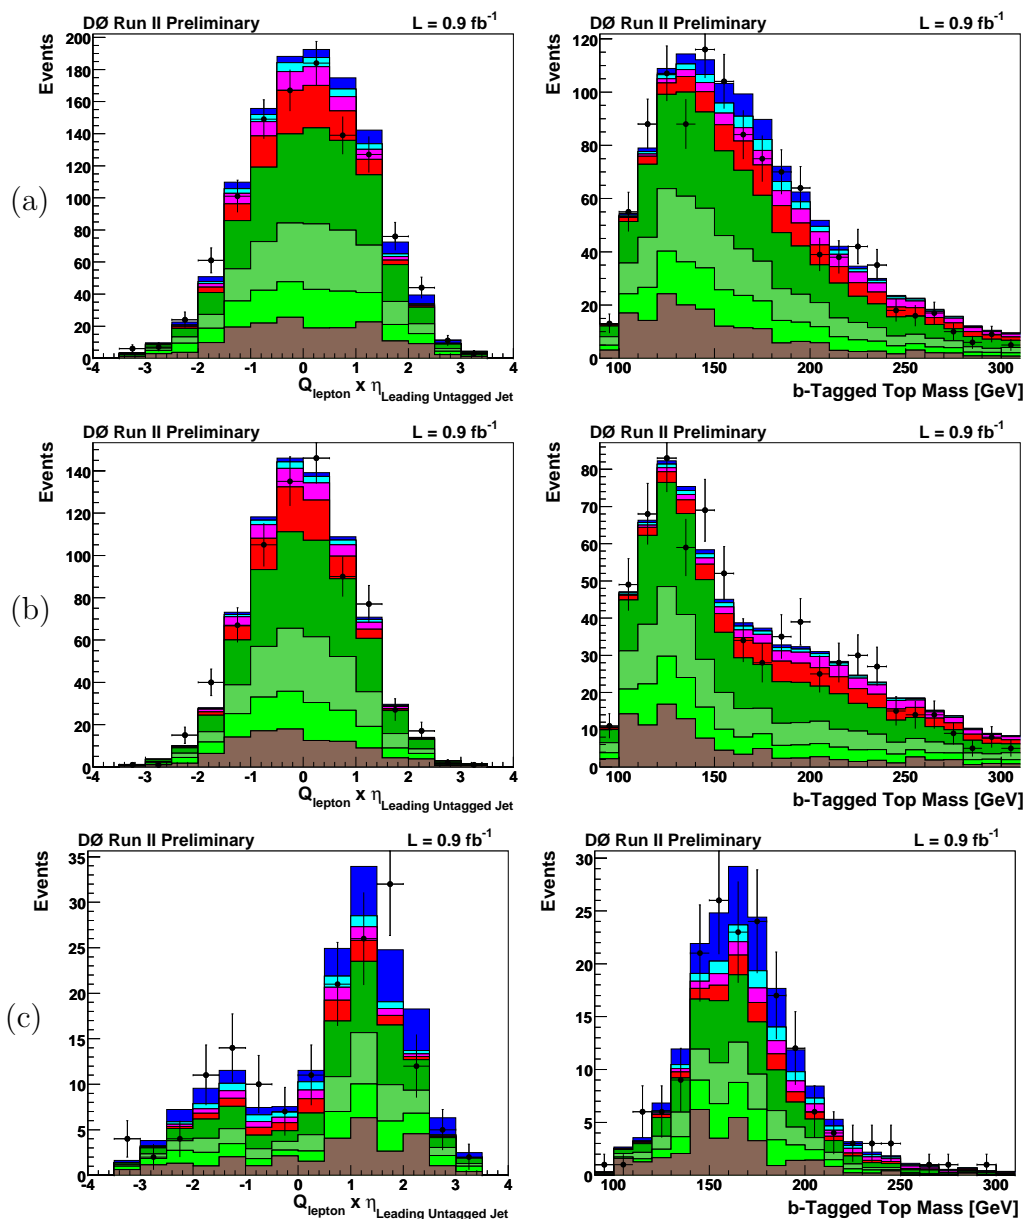 DØ Run II Preliminary L = 0.9 fb⁻¹
Events
200
180
160
140
120
100
80
60
40
20
0
-4 -3 -2 -1 0 1 2 3 4
Q_lepton x η_Leading Untagged Jet
DØ Run II Preliminary L = 0.9 fb⁻¹
Events
120
100
80
60
40
20
0
100 150 200 250 300
b-Tagged Top Mass [GeV]
(a)
DØ Run II Preliminary L = 0.9 fb⁻¹
Events
140
120
100
80
60
40
20
0
-4 -3 -2 -1 0 1 2 3 4
Q_lepton x η_Leading Untagged Jet
DØ Run II Preliminary L = 0.9 fb⁻¹
Events
80
70
60
50
40
30
20
10
0
100 150 200 250 300
b-Tagged Top Mass [GeV]
(b)
DØ Run II Preliminary L = 0.9 fb⁻¹
Events
35
30
25
20
15
10
5
0
-4 -3 -2 -1 0 1 2 3 4
Q_lepton x η_Leading Untagged Jet
DØ Run II Preliminary L = 0.9 fb⁻¹
Events
30
25
20
15
10
5
0
100 150 200 250 300
b-Tagged Top Mass [GeV]
(c)